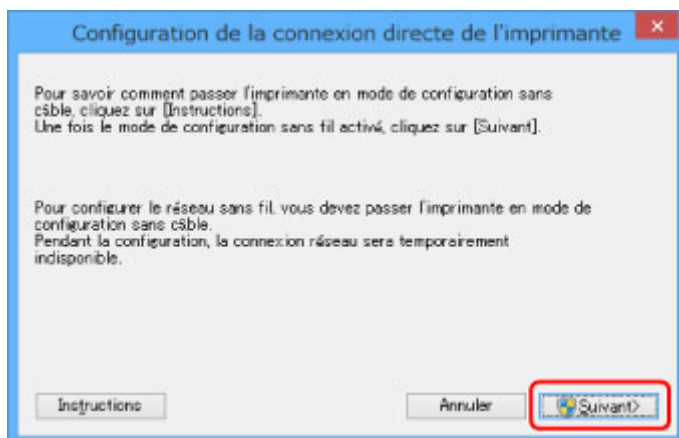 Configuration de la connexion directe de l'imprimante
Pour savoir comment passer l'imprimante en mode de configuration sans
câble, cliquez sur [Instructions].
Une fois le mode de configuration sans fil activé, cliquez sur [Suivant].
Pour configurer le réseau sans fil, vous devez passer l'imprimante en mode de
configuration sans câble.
Pendant la configuration, la connexion réseau sera temporairement
indisponible.
Instructions
Annuler
Suivant>